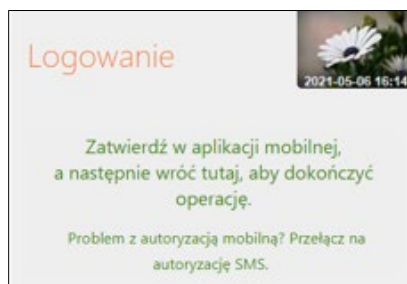 Logowanie
2021-05-06 16:14
Zatwierdź w aplikacji mobilnej,
a następnie wróć tutaj, aby dokończyć
operację.
Problem z autoryzacją mobilną? Przełącz na
autoryzację SMS.